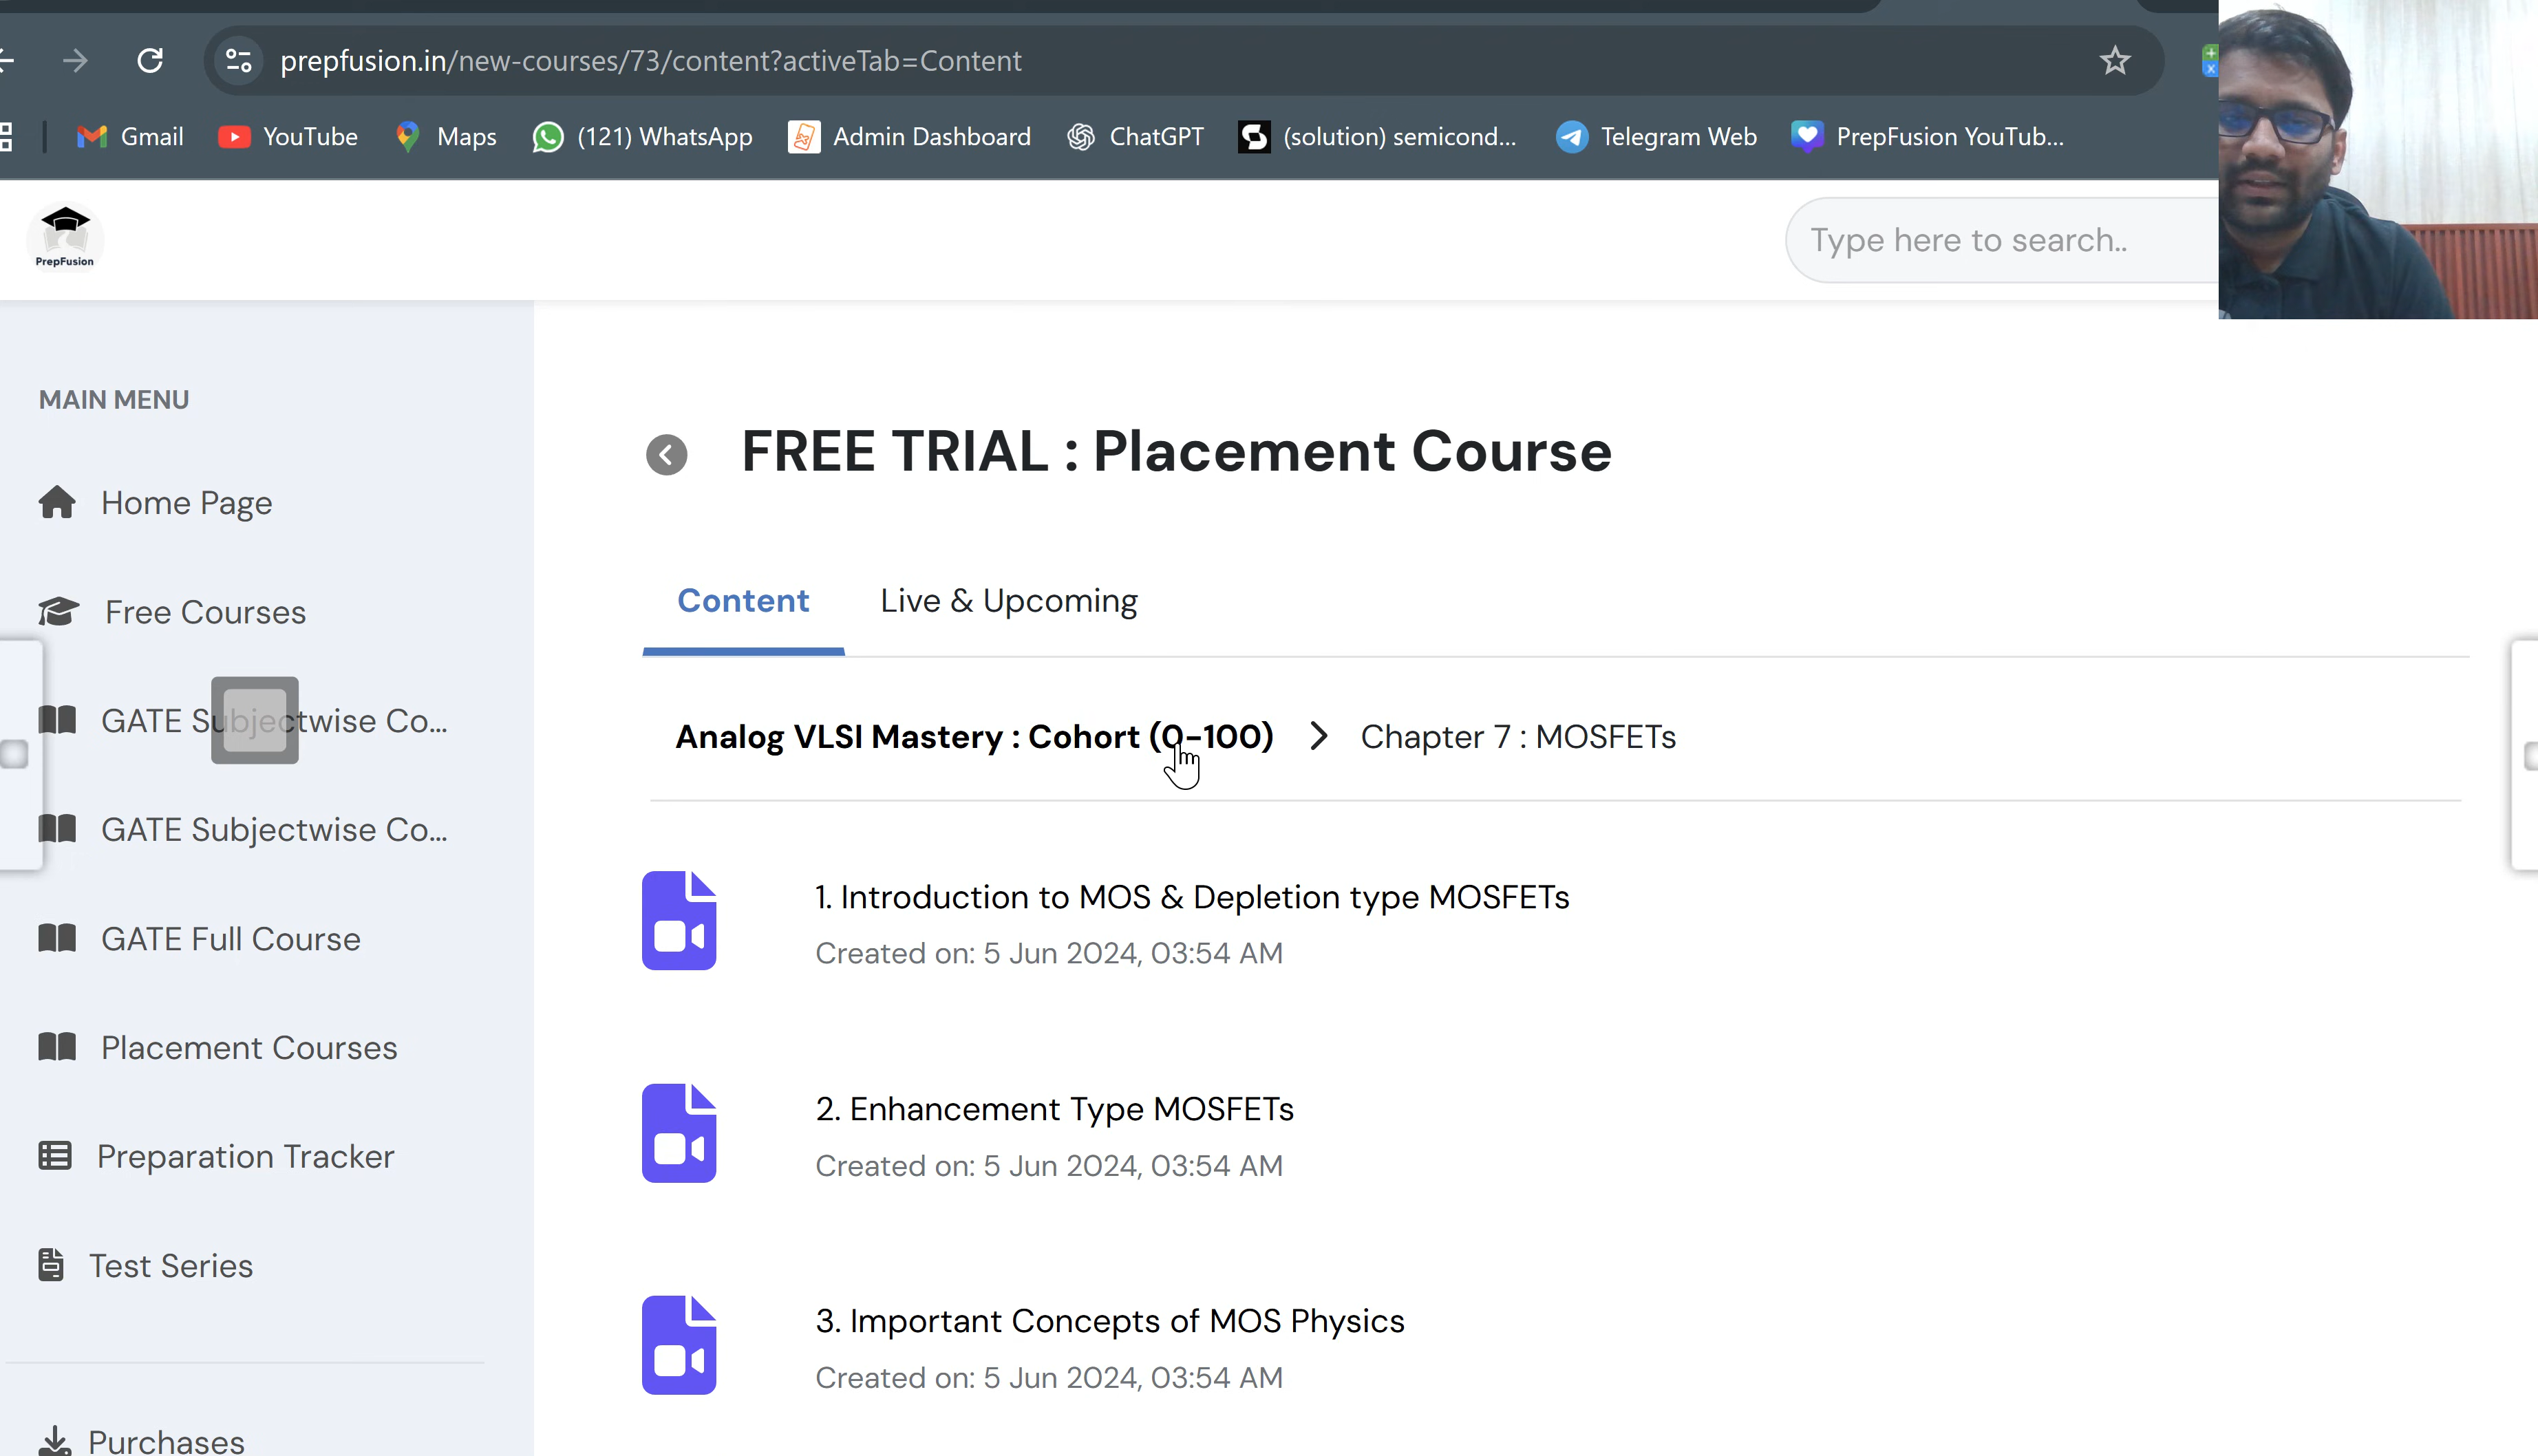 prepfusion.in/new-courses/73/content?activeTab=Content
Gmail
YouTube
Maps
(121) WhatsApp
Admin Dashboard
ChatGPT
(solution) semicond...
Telegram Web
PrepFusion YouTub...
PrepFusion
Type here to search..
MAIN MENU
Home Page
Free Courses
GATE Subjectwise Co...
GATE Subjectwise Co...
GATE Full Course
Placement Courses
Preparation Tracker
Test Series
Purchases
FREE TRIAL : Placement Course
Content
Live & Upcoming
Analog VLSI Mastery : Cohort (0-100) > Chapter 7 : MOSFETs
1. Introduction to MOS & Depletion type MOSFETs
Created on: 5 Jun 2024, 03:54 AM
2. Enhancement Type MOSFETs
Created on: 5 Jun 2024, 03:54 AM
3. Important Concepts of MOS Physics
Created on: 5 Jun 2024, 03:54 AM